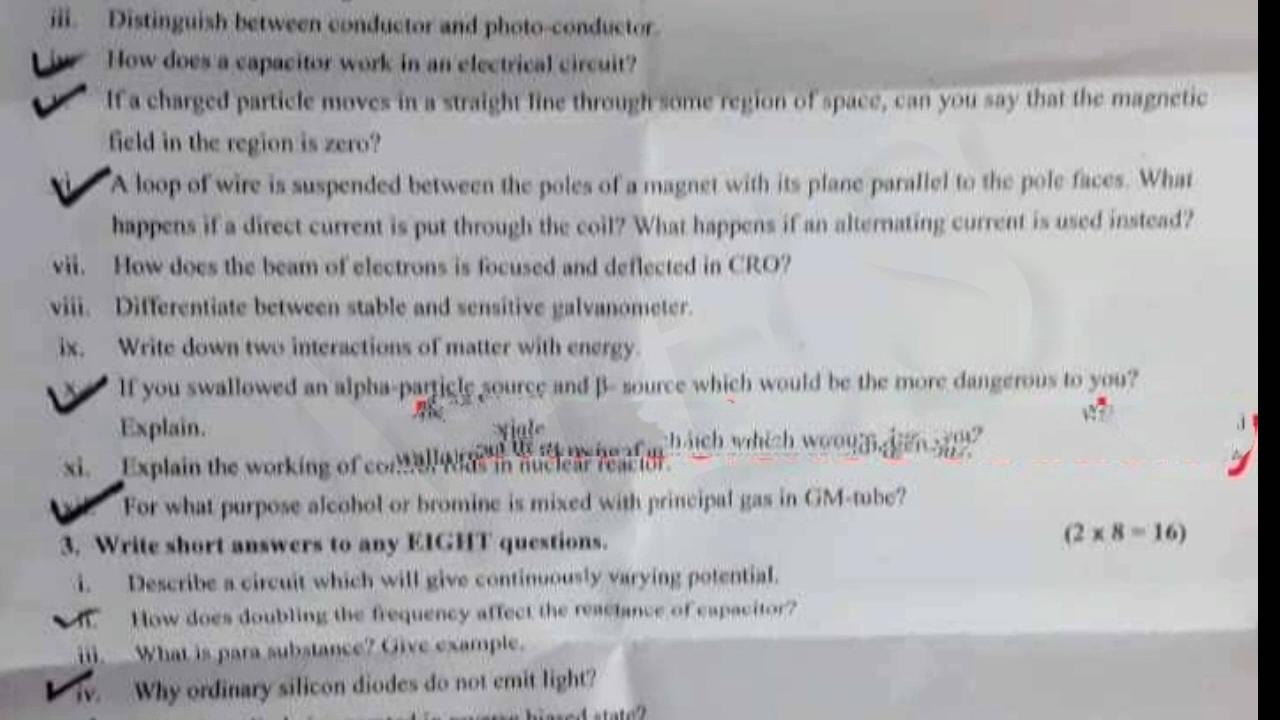 iii. Distinguish between conductor and photo-conductor.
How does a capacitor work in an electrical circuit?
If a charged particle moves in a straight line through some region of space, can you say that the magnetic
field in the region is zero?
A loop of wire is suspended between the poles of a magnet with its plane parallel to the pole faces. What
happens if a direct current is put through the coil? What happens if an alternating current is used instead?
vii. How does the beam of electrons is focused and deflected in CRO?
viii. Differentiate between stable and sensitive galvanometer.
ix. Write down two interactions of matter with energy.
x. If you swallowed an alpha-particle source and β- source which would be the more dangerous to you?
Explain.
which
xi. Explain the working of in nuclear reactor.
For what purpose alcohol or bromine is mixed with principal gas in GM-tube?
3. Write short answers to any EIGHT questions. (2 x 8 = 16)
i. Describe a circuit which will give continuously varying potential.
ii. How does doubling the frequency affect the reactance of capacitor?
iii. What is para substance? Give example.
iv. Why ordinary silicon diodes do not emit light?
in reverse biased state?